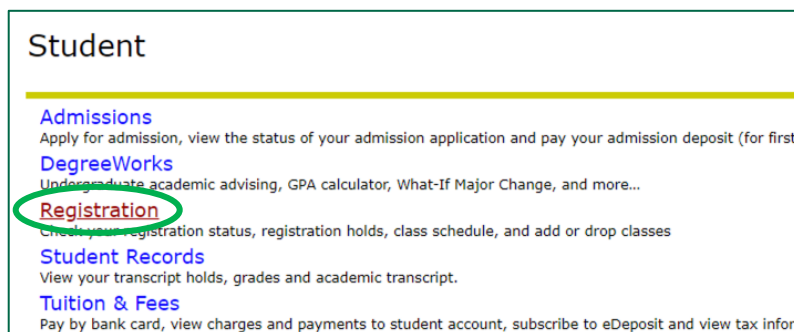 Student
Admissions
Apply for admission, view the status of your admission application and pay your admission deposit (for first
DegreeWorks
Undergraduate academic advising, GPA calculator, What-If Major Change, and more...
Registration
Check your registration status, registration holds, class schedule, and add or drop classes
Student Records
View your transcript holds, grades and academic transcript.
Tuition & Fees
Pay by bank card, view charges and payments to student account, subscribe to eDeposit and view tax infor